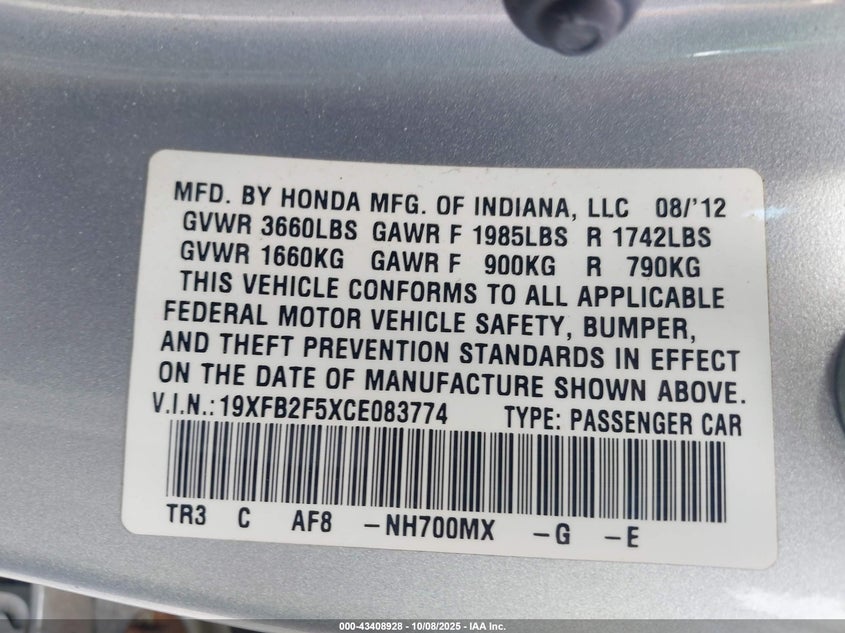 MFD. BY HONDA MFG. OF INDIANA, LLC 08/'12
GVWR 3660LBS GAWR F 1985LBS R 1742LBS
GVWR 1660KG GAWR F 900KG R 790KG
THIS VEHICLE CONFORMS TO ALL APPLICABLE
FEDERAL MOTOR VEHICLE SAFETY, BUMPER,
AND THEFT PREVENTION STANDARDS IN EFFECT
ON THE DATE OF MANUFACTURE SHOWN ABOVE.
V.I.N.:19XFB2F5XCE083774 TYPE: PASSENGER CAR
TR3 C AF8 -NH700MX -G -E
000-43408928 - 10/08/2025 - IAA Inc.